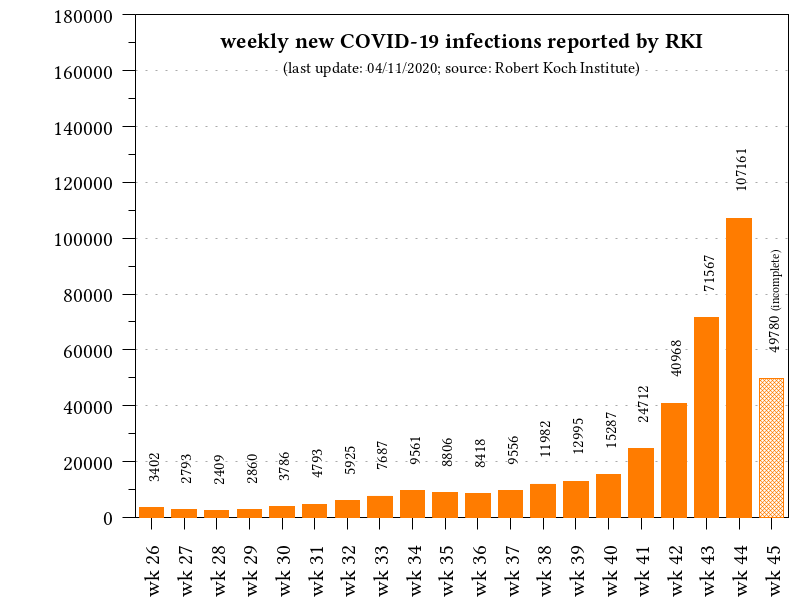 weekly new COVID-19 infections reported by RKI
(last update: 04/11/2020; source: Robert Koch Institute)
180000
160000
140000
120000
100000
80000
60000
40000
20000
0
3402
2793
2409
2860
3786
4793
5925
7687
9561
8806
8418
9556
11982
12995
15287
24712
40968
71567
107161
49780 (incomplete)
wk 26
wk 27
wk 28
wk 29
wk 30
wk 31
wk 32
wk 33
wk 34
wk 35
wk 36
wk 37
wk 38
wk 39
wk 40
wk 41
wk 42
wk 43
wk 44
wk 45